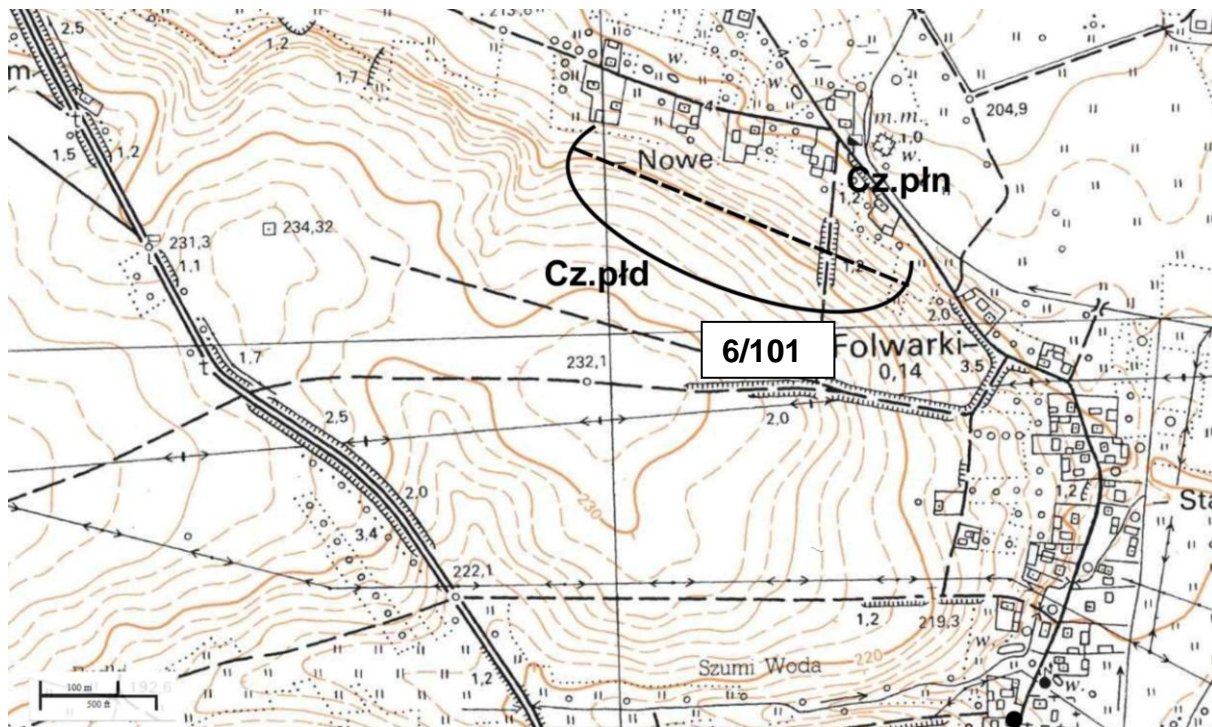 213,6
2,5
1,2
1,7
m
204,9
w.
m.m.
1,0
w.
1,5
1,2
Nowe
Cz.płn
1,2
234,32
231,3
1.1
Cz.płd
1,2
2.0
1.7
6/101
Folwarki
0,14
3.5
232,1
2.5
2,0
230
2.0
1,2
Sta
3,4
222,1
1,2
219,3
w.
Szumi Woda
220
192,6
1,2
w.
100 m
500 ft